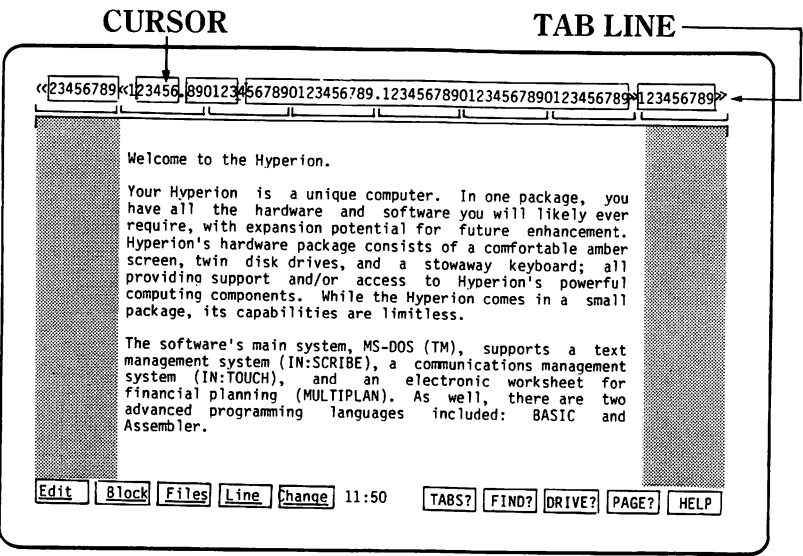 CURSOR TAB LINE
«23456789«123456.8901234567890123456789.12345678901234567890123456789»123456789»
Welcome to the Hyperion.
Your Hyperion is a unique computer. In one package, you
have all the hardware and software you will likely ever
require, with expansion potential for future enhancement.
Hyperion's hardware package consists of a comfortable amber
screen, twin disk drives, and a stowaway keyboard; all
providing support and/or access to Hyperion's powerful
computing components. While the Hyperion comes in a small
package, its capabilities are limitless.
The software's main system, MS-DOS (TM), supports a text
management system (IN:SCRIBE), a communications management
system (IN:TOUCH), and an electronic worksheet for
financial planning (MULTIPLAN). As well, there are two
advanced programming languages included: BASIC and
Assembler.
Edit Block Files Line Change 11:50 TABS? FIND? DRIVE? PAGE? HELP